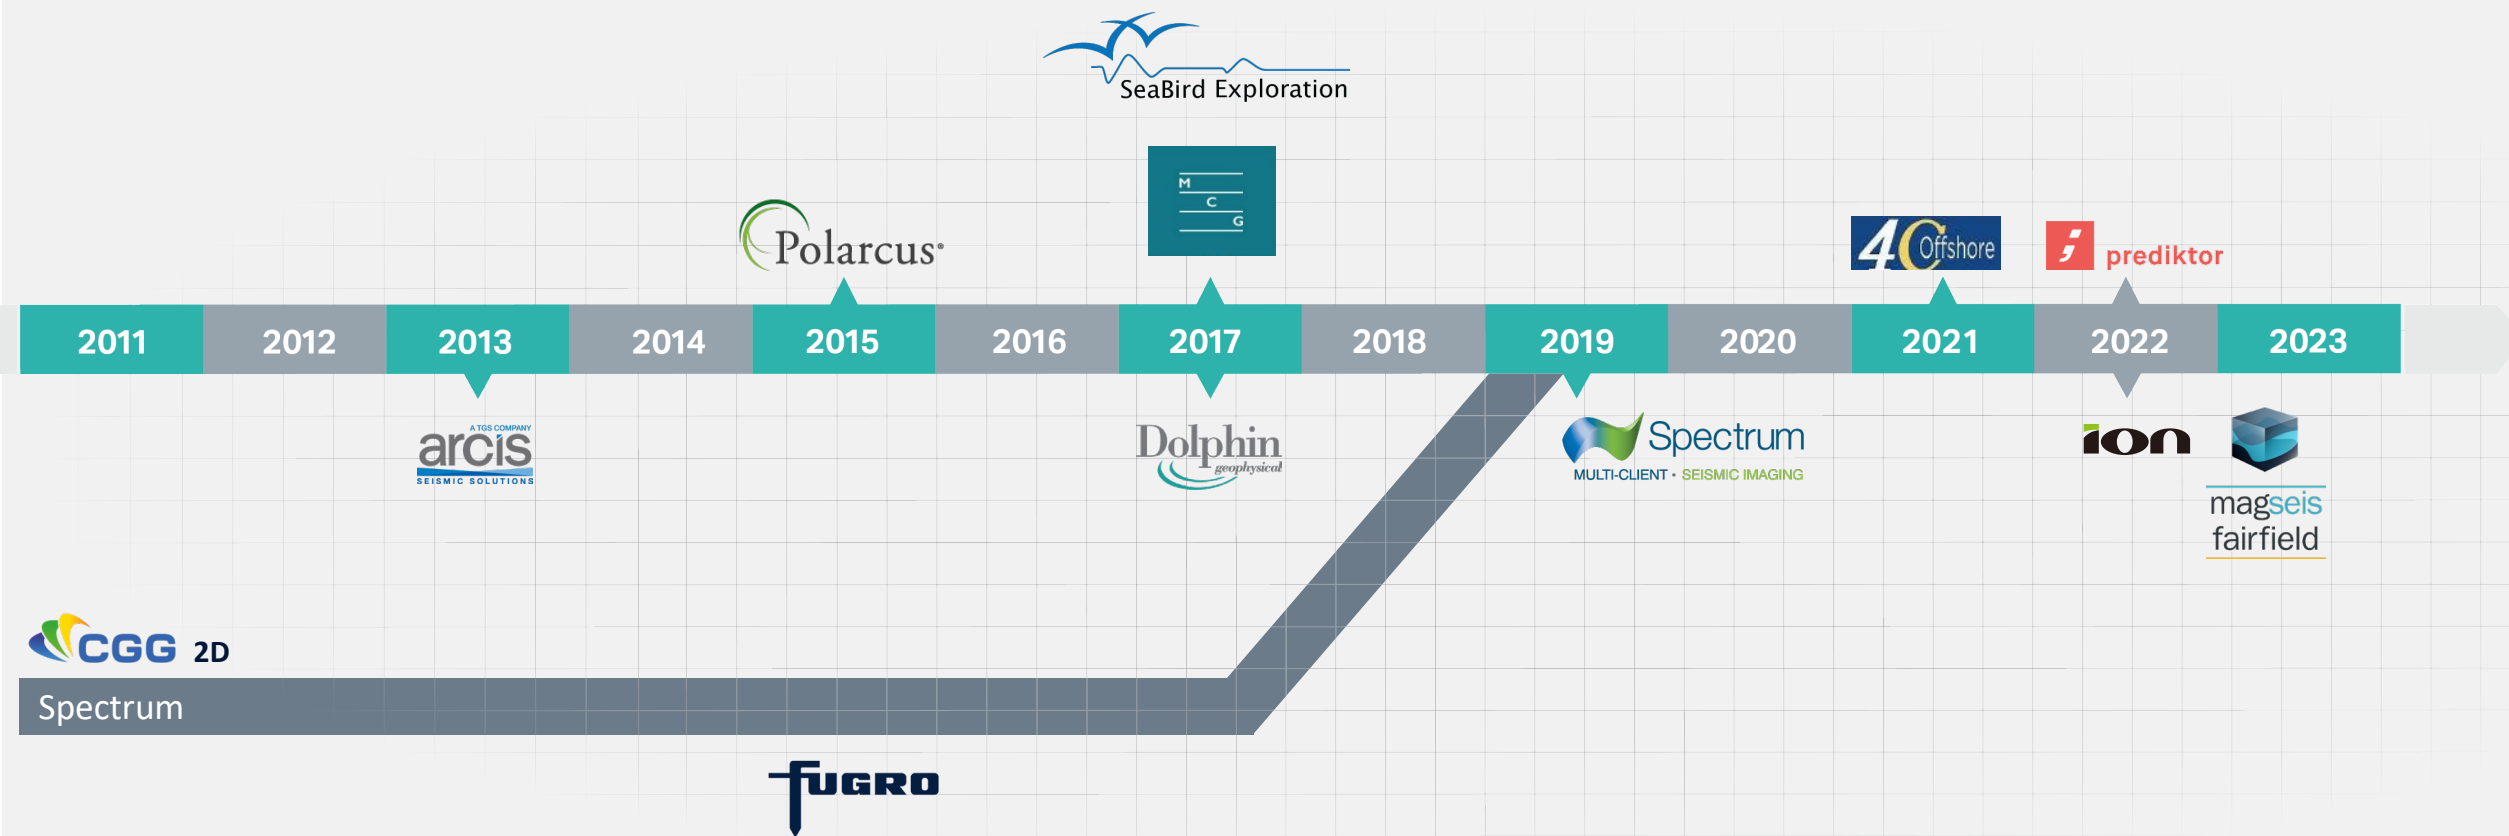 SeaBird Exploration
M
C
G
Polarcus®
4C Offshore
prediktor
2011 2012 2013 2014 2015 2016 2017 2018 2019 2020 2021 2022 2023
A TGS COMPANY
arcis
SEISMIC SOLUTIONS
Dolphin
geophysical
Spectrum
MULTI-CLIENT • SEISMIC IMAGING
ion
magseis
fairfield
CGG 2D
Spectrum
FUGRO